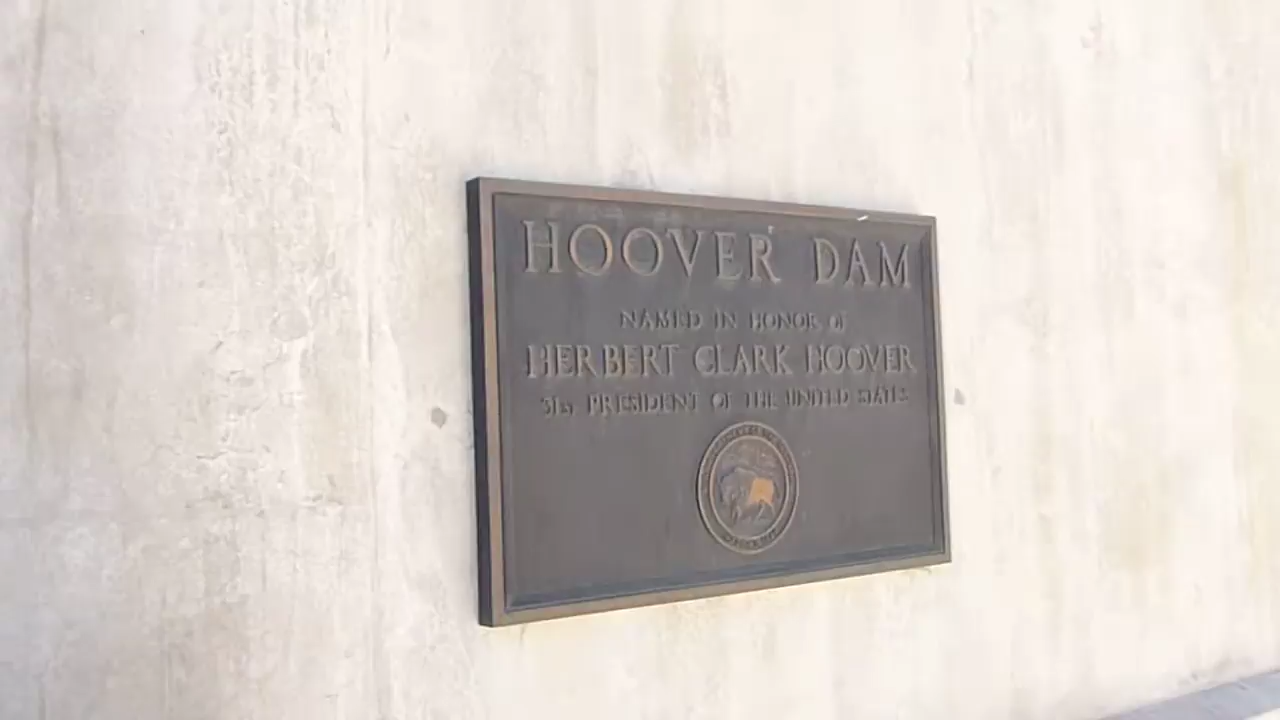 HOOVER DAM
NAMED IN HONOR OF
HERBERT CLARK HOOVER
31ST PRESIDENT OF THE UNITED STATES